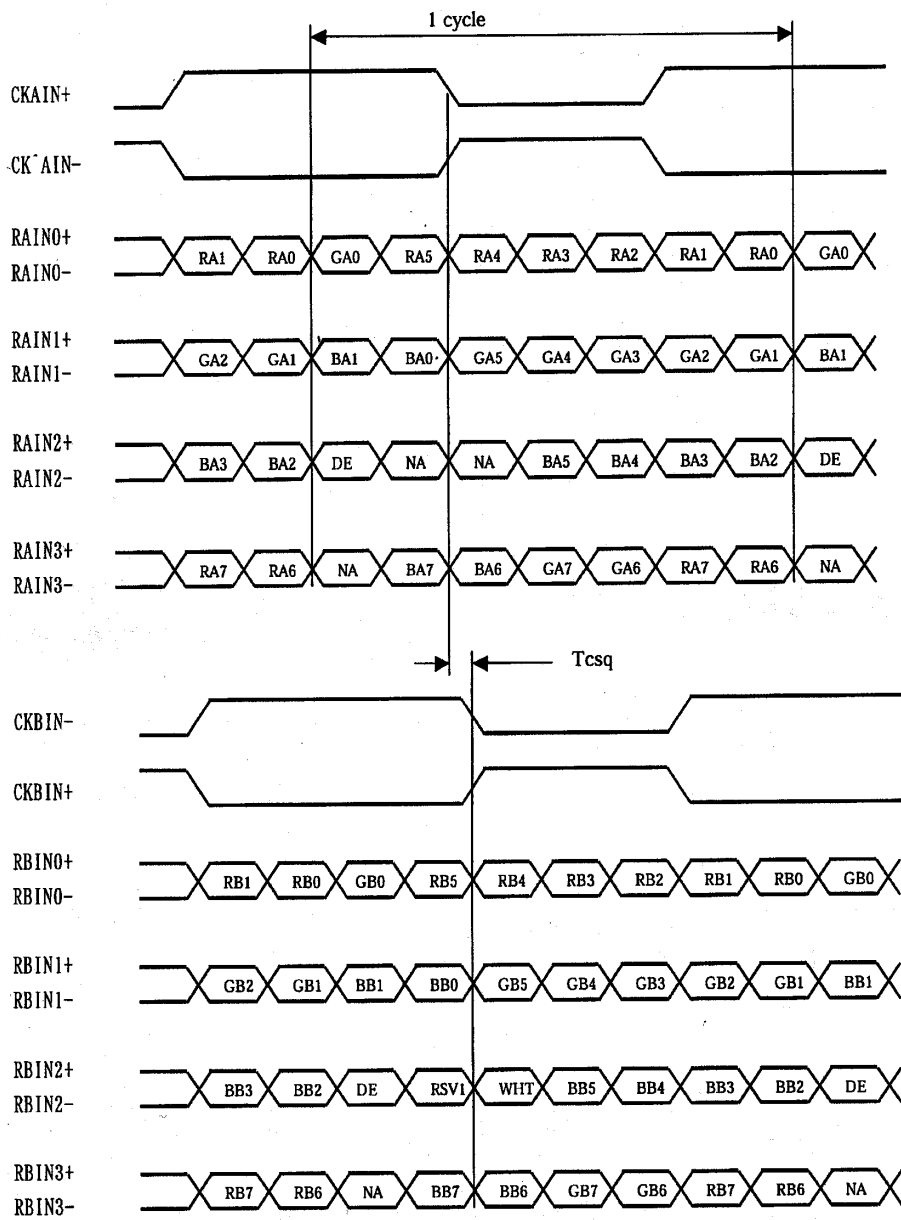 1 cycle
CKAIN+
CK¯AIN-
RAIN0+
RA1 RA0 GA0 RA5 RA4 RA3 RA2 RA1 RA0 GA0
RAIN0-
RAIN1+
GA2 GA1 BA1 BA0 GA5 GA4 GA3 GA2 GA1 BA1
RAIN1-
RAIN2+
BA3 BA2 DE NA NA BA5 BA4 BA3 BA2 DE
RAIN2-
RAIN3+
RA7 RA6 NA BA7 BA6 GA7 GA6 RA7 RA6 NA
RAIN3-
Tcsq
CKBIN-
CKBIN+
RBIN0+
RB1 RB0 GB0 RB5 RB4 RB3 RB2 RB1 RB0 GB0
RBIN0-
RBIN1+
GB2 GB1 BB1 BB0 GB5 GB4 GB3 GB2 GB1 BB1
RBIN1-
RBIN2+
BB3 BB2 DE RSV1 WHT BB5 BB4 BB3 BB2 DE
RBIN2-
RBIN3+
RB7 RB6 NA BB7 BB6 GB7 GB6 RB7 RB6 NA
RBIN3-